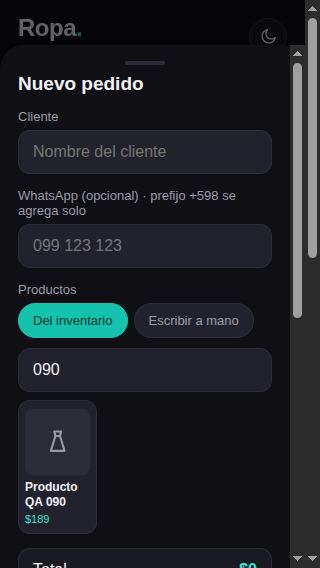 Ropa.
Nuevo pedido
Cliente
Nombre del cliente
WhatsApp (opcional) · prefijo +598 se
agrega solo
099 123 123
Productos
Del inventario
Escribir a mano
090
Producto
QA 090
$189
Total
$0